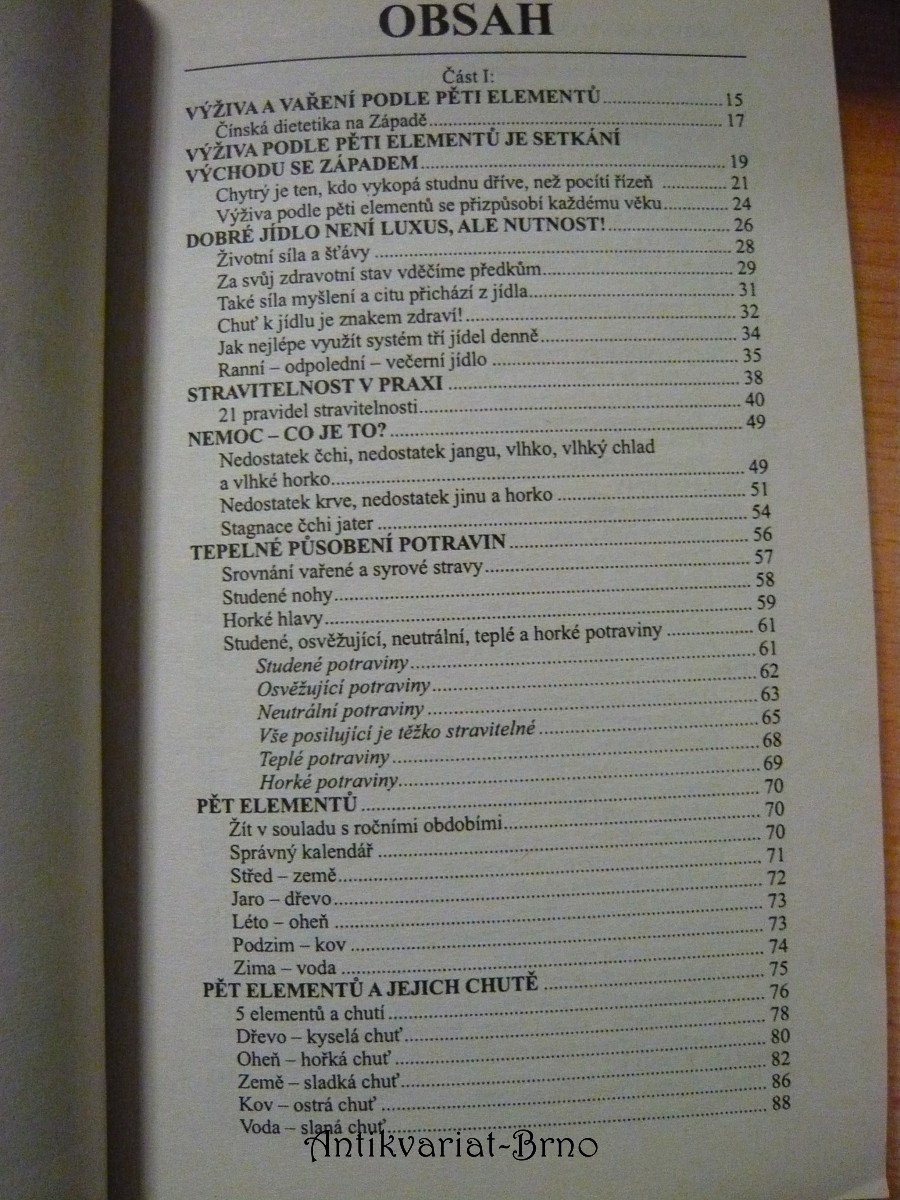 OBSAH
Část I:
VÝŽIVA A VAŘENÍ PODLE PĚTI ELEMENTŮ ... 15
Čínská dietetika na Západě ... 17
VÝŽIVA PODLE PĚTI ELEMENTŮ JE SETKÁNÍ
VÝCHODU SE ZÁPADEM ... 19
Chytrý je ten, kdo vykopá studnu dříve, než pocítí řízeň ... 21
Výživa podle pěti elementů se přizpůsobí každému věku ... 24
DOBRÉ JÍDLO NENÍ LUXUS, ALE NUTNOST! ... 26
Životní síla a šťávy ... 28
Za svůj zdravotní stav vděčíme předkům ... 29
Také síla myšlení a citu přichází z jídla ... 31
Chuť k jídlu je znakem zdraví! ... 32
Jak nejlépe využít systém tří jídel denně ... 34
Ranní – odpolední – večerní jídlo ... 35
STRAVITELNOST V PRAXI ... 38
21 pravidel stravitelnosti ... 40
NEMOC – CO JE TO? ... 49
Nedostatek čchi, nedostatek jangu, vlhko, vlhký chlad
a vlhké horko ... 49
Nedostatek krve, nedostatek jinu a horko ... 51
Stagnace čchi jater ... 54
TEPELNÉ PŮSOBENÍ POTRAVIN ... 56
Srovnání vařené a syrové stravy ... 57
Studené nohy ... 58
Horké hlavy ... 59
Studené, osvěžující, neutrální, teplé a horké potraviny ... 61
Studené potraviny ... 61
Osvěžující potraviny ... 62
Neutrální potraviny ... 63
Vše posilující je těžko stravitelné ... 65
Teplé potraviny ... 68
Horké potraviny ... 69
PĚT ELEMENTŮ ... 70
Žít v souladu s ročními obdobími ... 70
Správný kalendář ... 70
Střed – země ... 71
Jaro – dřevo ... 72
Léto – oheň ... 73
Podzim – kov ... 73
Zima – voda ... 74
PĚT ELEMENTŮ A JEJICH CHUTĚ ... 75
5 elementů a chutí ... 76
Dřevo – kyselá chuť ... 78
Oheň – hořká chuť ... 80
Země – sladká chuť ... 82
Kov – ostrá chuť ... 86
Voda – slaná chuť ... 88
Antikvariat-Brno